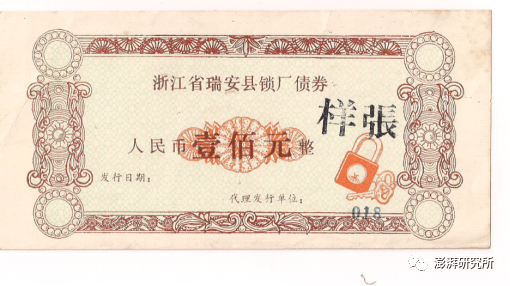 浙江省瑞安县锁厂债券
样張
人民币壹佰元整
发行日期：
代理发行单位：
018
澎湃研究所